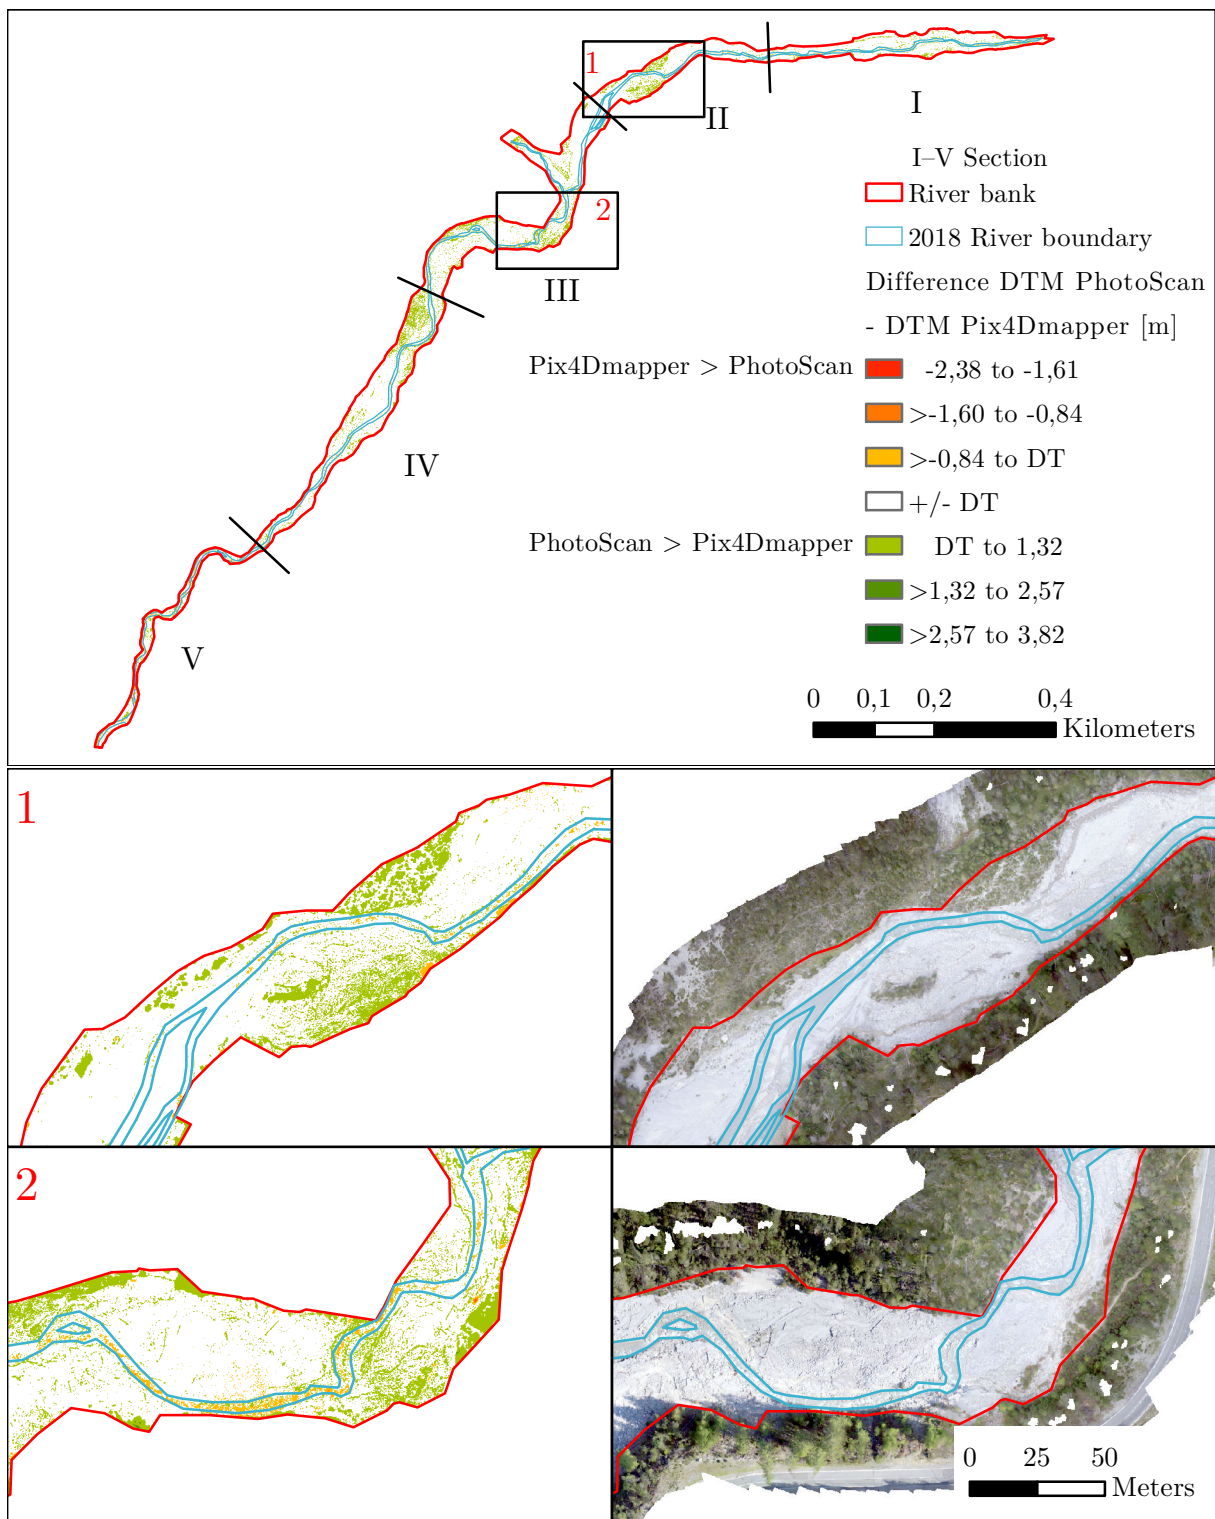 1
II
I
I–V Section
River bank
2
2018 River boundary
Difference DTM PhotoScan
- DTM Pix4Dmapper [m]
III
Pix4Dmapper > PhotoScan
-2,38 to -1,61
>-1,60 to -0,84
>-0,84 to DT
IV
+/- DT
PhotoScan > Pix4Dmapper
DT to 1,32
>1,32 to 2,57
>2,57 to 3,82
V
0 0,1 0,2 0,4
Kilometers
1
2
0 25 50
Meters